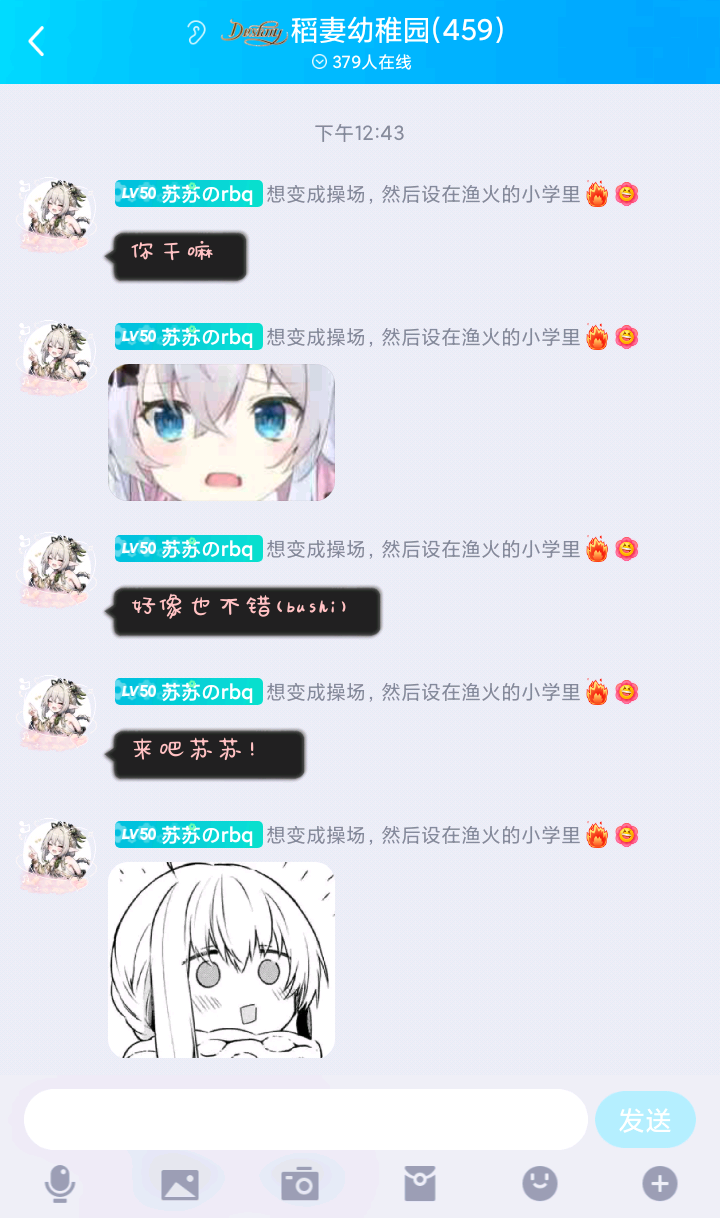 Destiny 稻妻幼稚园(459)
379人在线
下午12:43
LV50 苏苏のrbq 想变成操场，然后设在渔火的小学里
你干嘛
LV50 苏苏のrbq 想变成操场，然后设在渔火的小学里
LV50 苏苏のrbq 想变成操场，然后设在渔火的小学里
好像也不错(bushi)
LV50 苏苏のrbq 想变成操场，然后设在渔火的小学里
来吧苏苏！
LV50 苏苏のrbq 想变成操场，然后设在渔火的小学里
发送